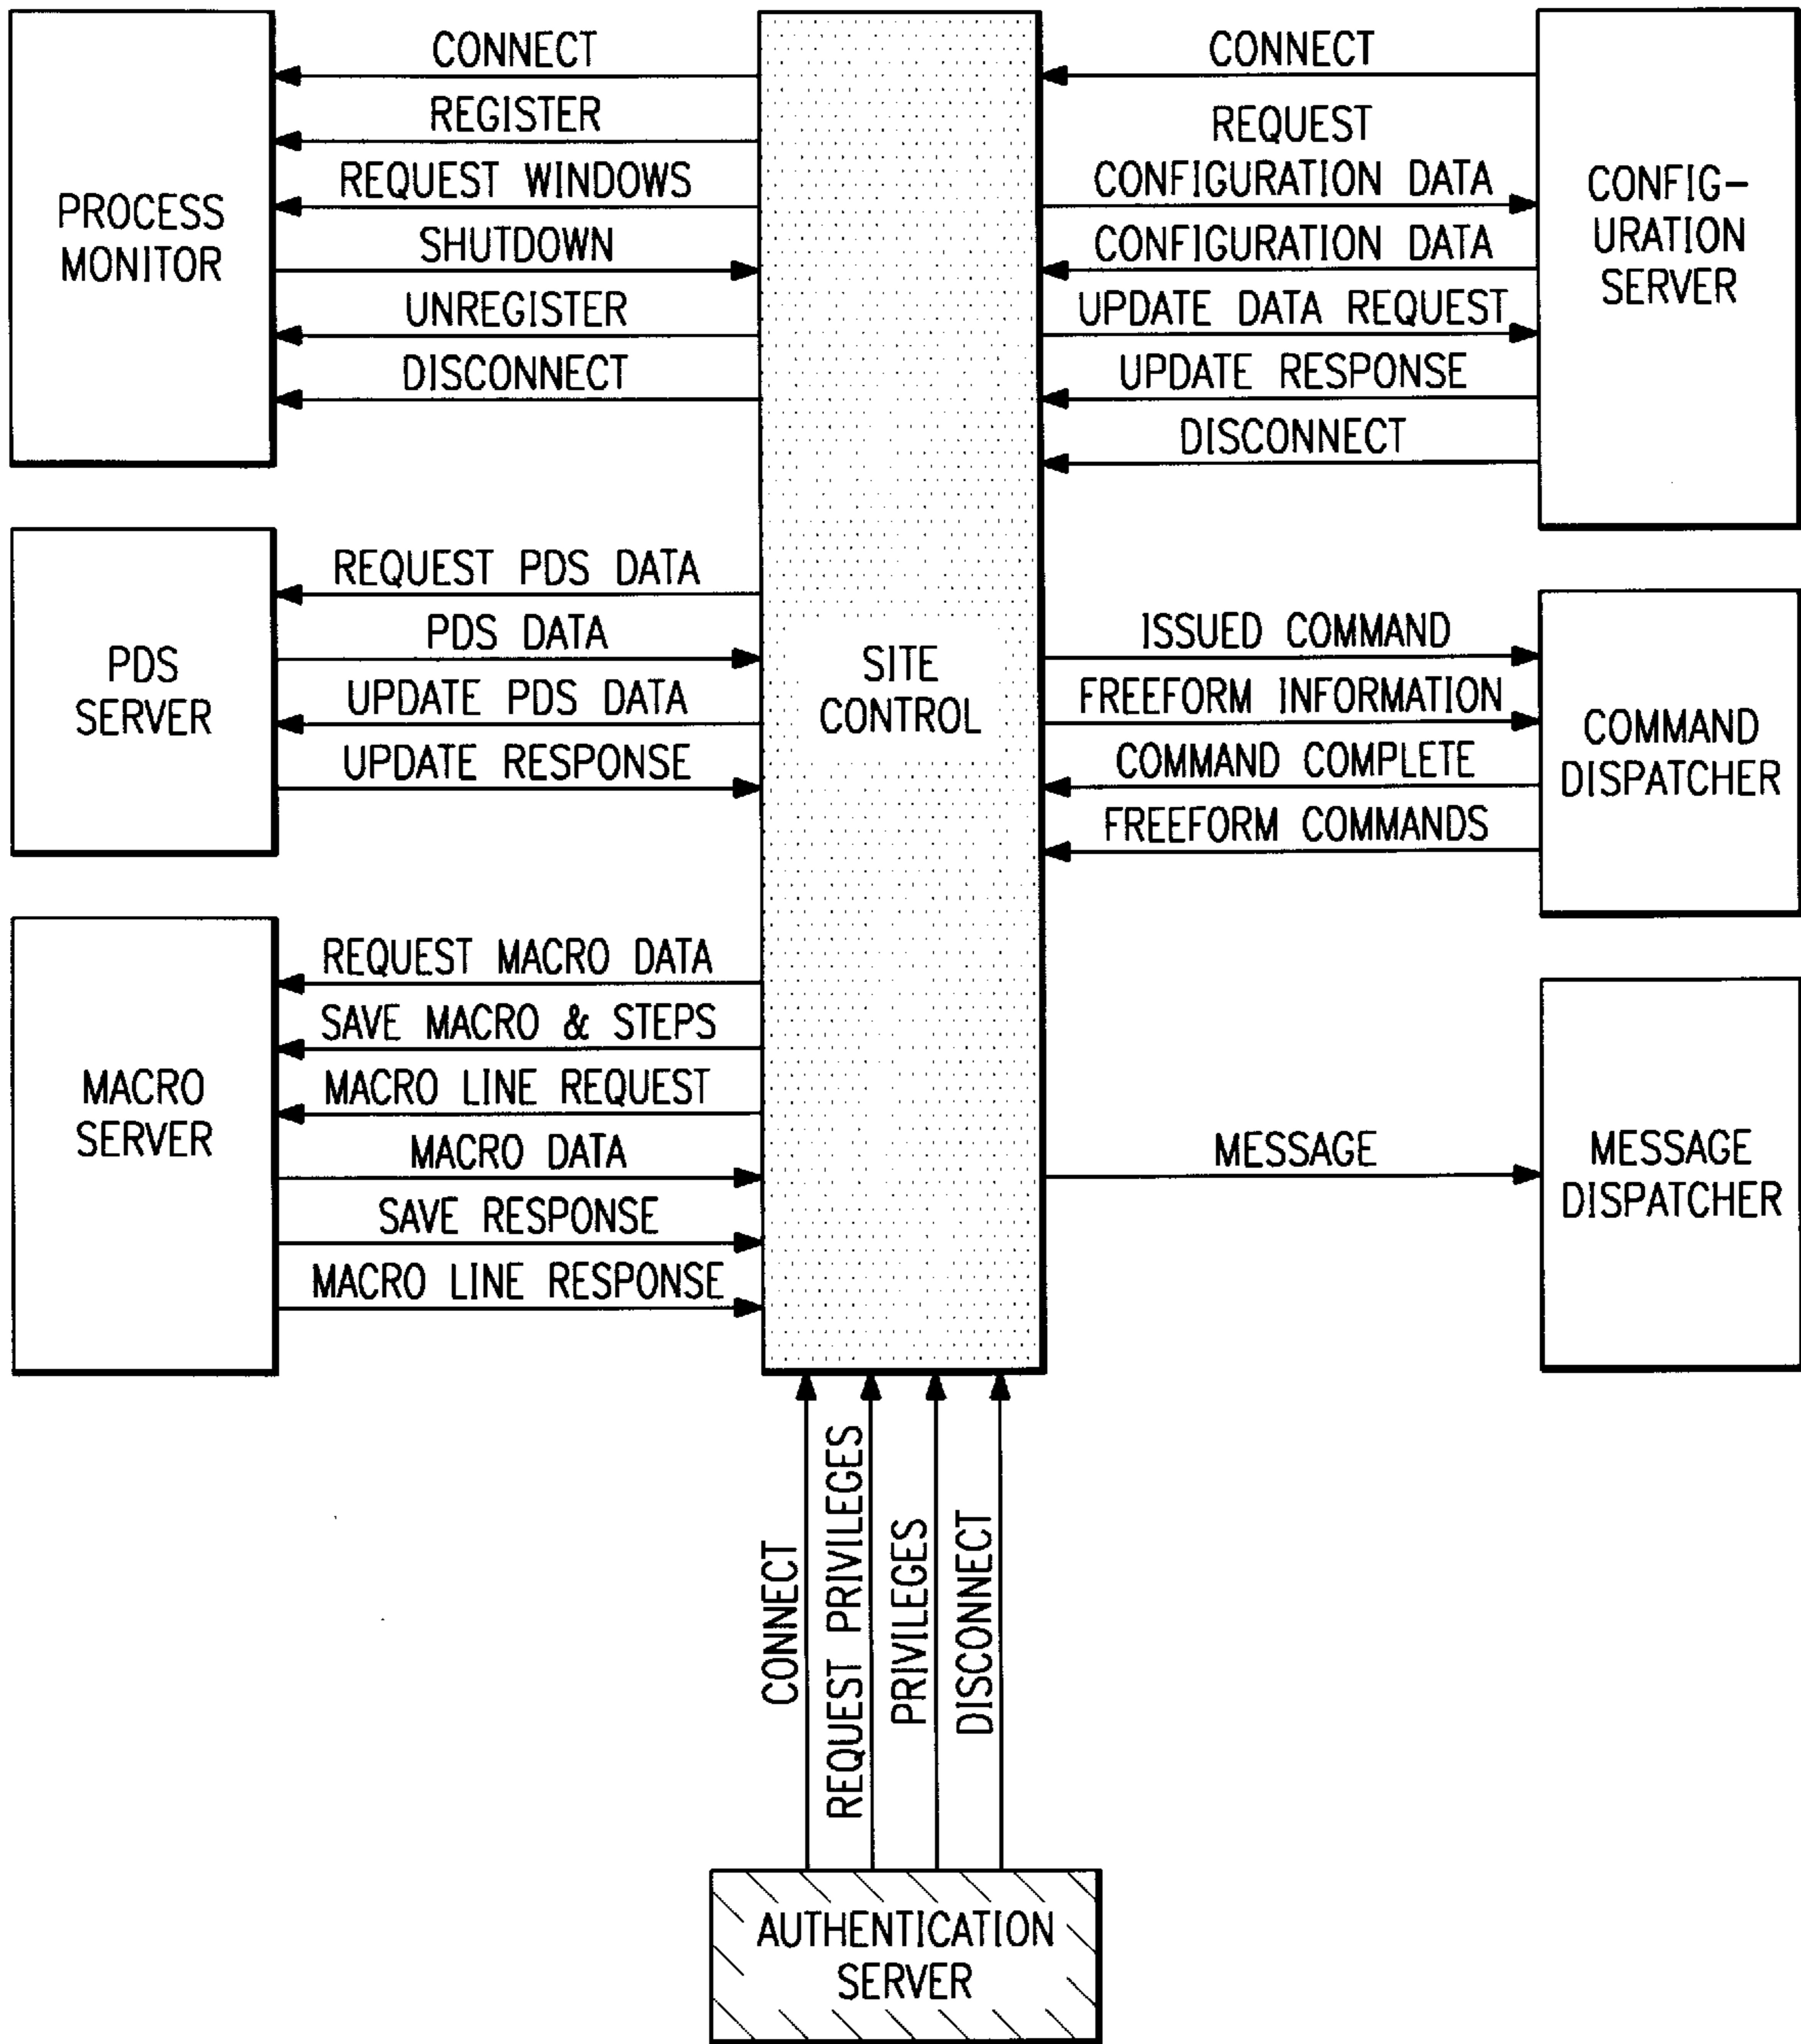 PROCESS
MONITOR
CONNECT
REGISTER
REQUEST WINDOWS
SHUTDOWN
UNREGISTER
DISCONNECT
CONNECT
REQUEST
CONFIGURATION DATA
CONFIGURATION DATA
UPDATE DATA REQUEST
UPDATE RESPONSE
DISCONNECT
CONFIG-
URATION
SERVER
PDS
SERVER
REQUEST PDS DATA
PDS DATA
UPDATE PDS DATA
UPDATE RESPONSE
SITE
CONTROL
ISSUED COMMAND
FREEFORM INFORMATION
COMMAND COMPLETE
FREEFORM COMMANDS
COMMAND
DISPATCHER
MACRO
SERVER
REQUEST MACRO DATA
SAVE MACRO & STEPS
MACRO LINE REQUEST
MACRO DATA
SAVE RESPONSE
MACRO LINE RESPONSE
MESSAGE
MESSAGE
DISPATCHER
CONNECT
REQUEST PRIVILEGES
PRIVILEGES
DISCONNECT
AUTHENTICATION
SERVER